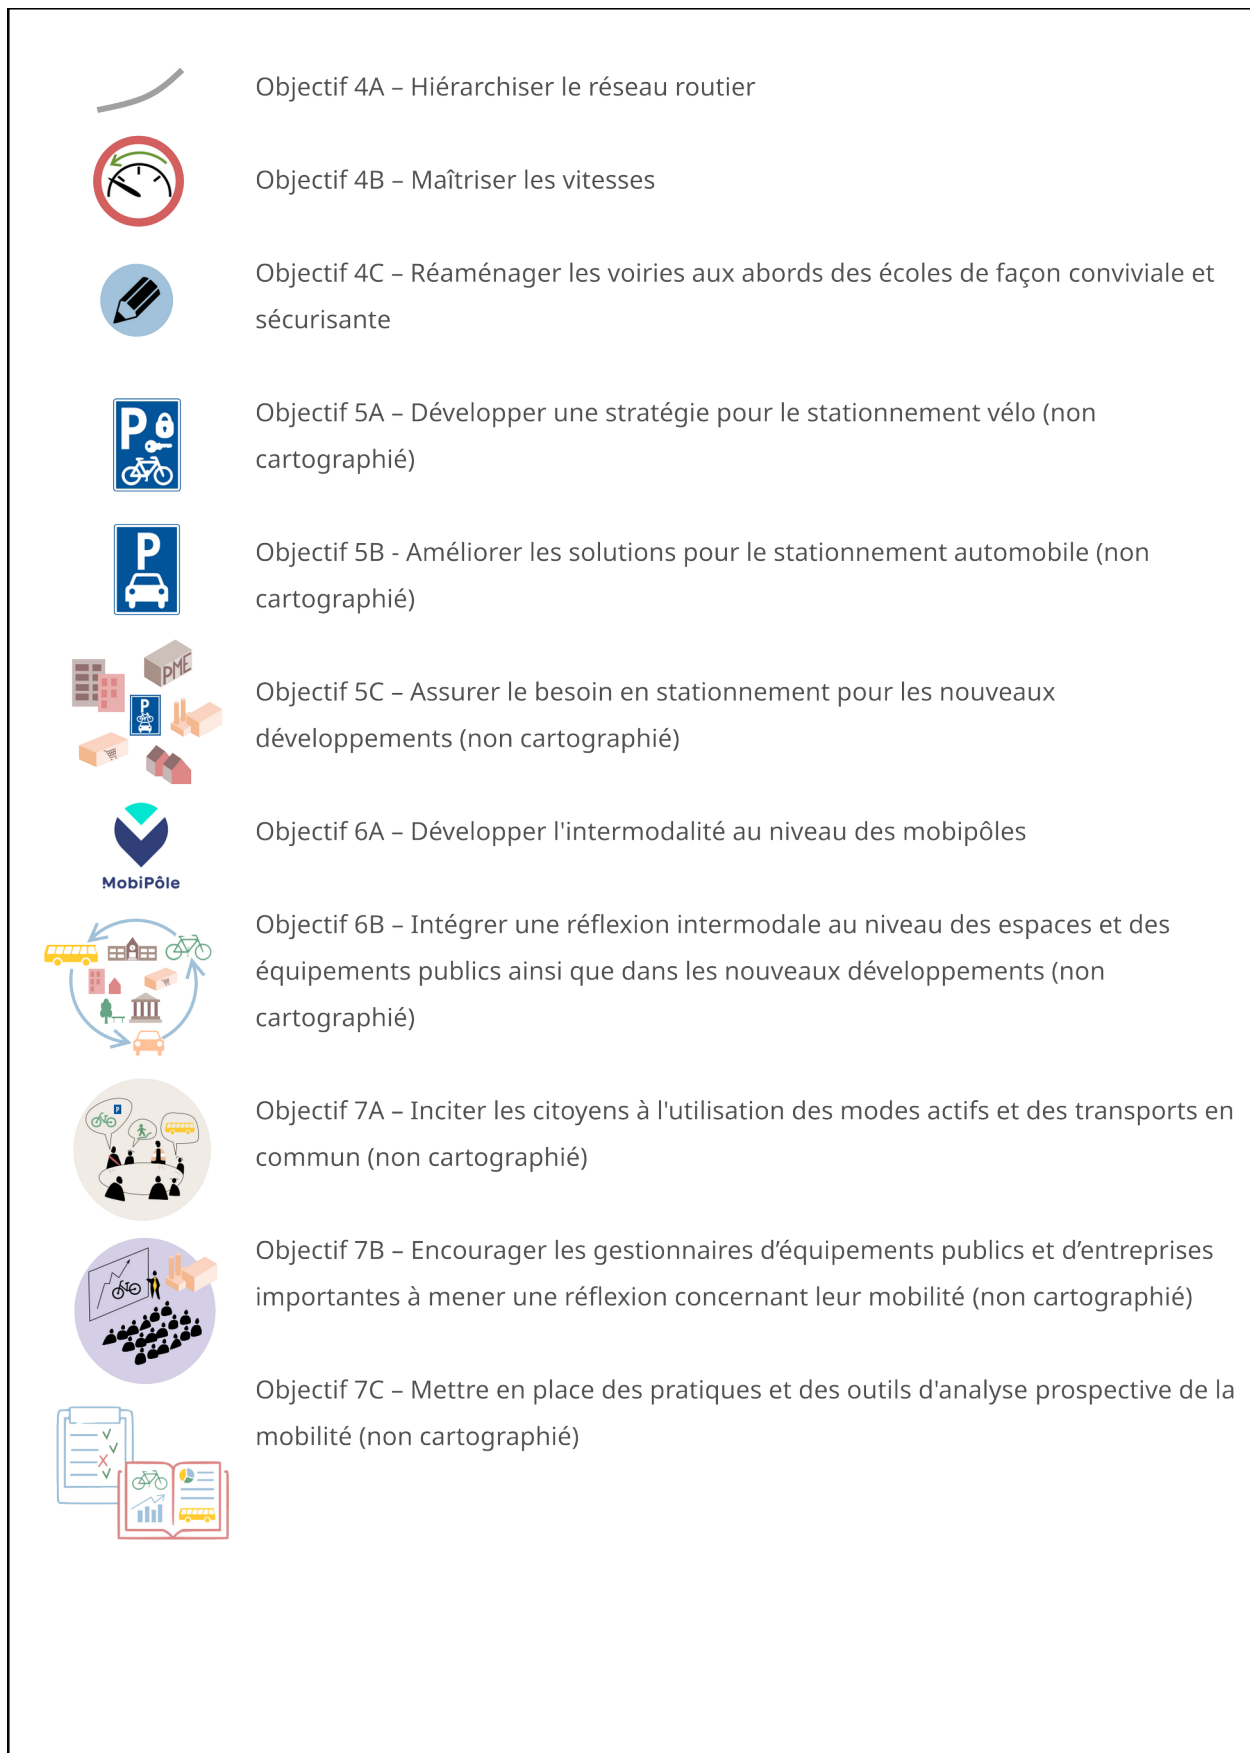 Objectif 4A – Hiérarchiser le réseau routier
Objectif 4B – Maîtriser les vitesses
Objectif 4C – Réaménager les voiries aux abords des écoles de façon conviviale et
sécurisante
P
Objectif 5A – Développer une stratégie pour le stationnement vélo (non
cartographié)
P
Objectif 5B - Améliorer les solutions pour le stationnement automobile (non
cartographié)
PME
P
Objectif 5C – Assurer le besoin en stationnement pour les nouveaux
développements (non cartographié)
MobiPôle
Objectif 6A – Développer l'intermodalité au niveau des mobipôles
Objectif 6B – Intégrer une réflexion intermodale au niveau des espaces et des
équipements publics ainsi que dans les nouveaux développements (non
cartographié)
P
Objectif 7A – Inciter les citoyens à l'utilisation des modes actifs et des transports en
commun (non cartographié)
Objectif 7B – Encourager les gestionnaires d’équipements publics et d’entreprises
importantes à mener une réflexion concernant leur mobilité (non cartographié)
Objectif 7C – Mettre en place des pratiques et des outils d'analyse prospective de la
mobilité (non cartographié)